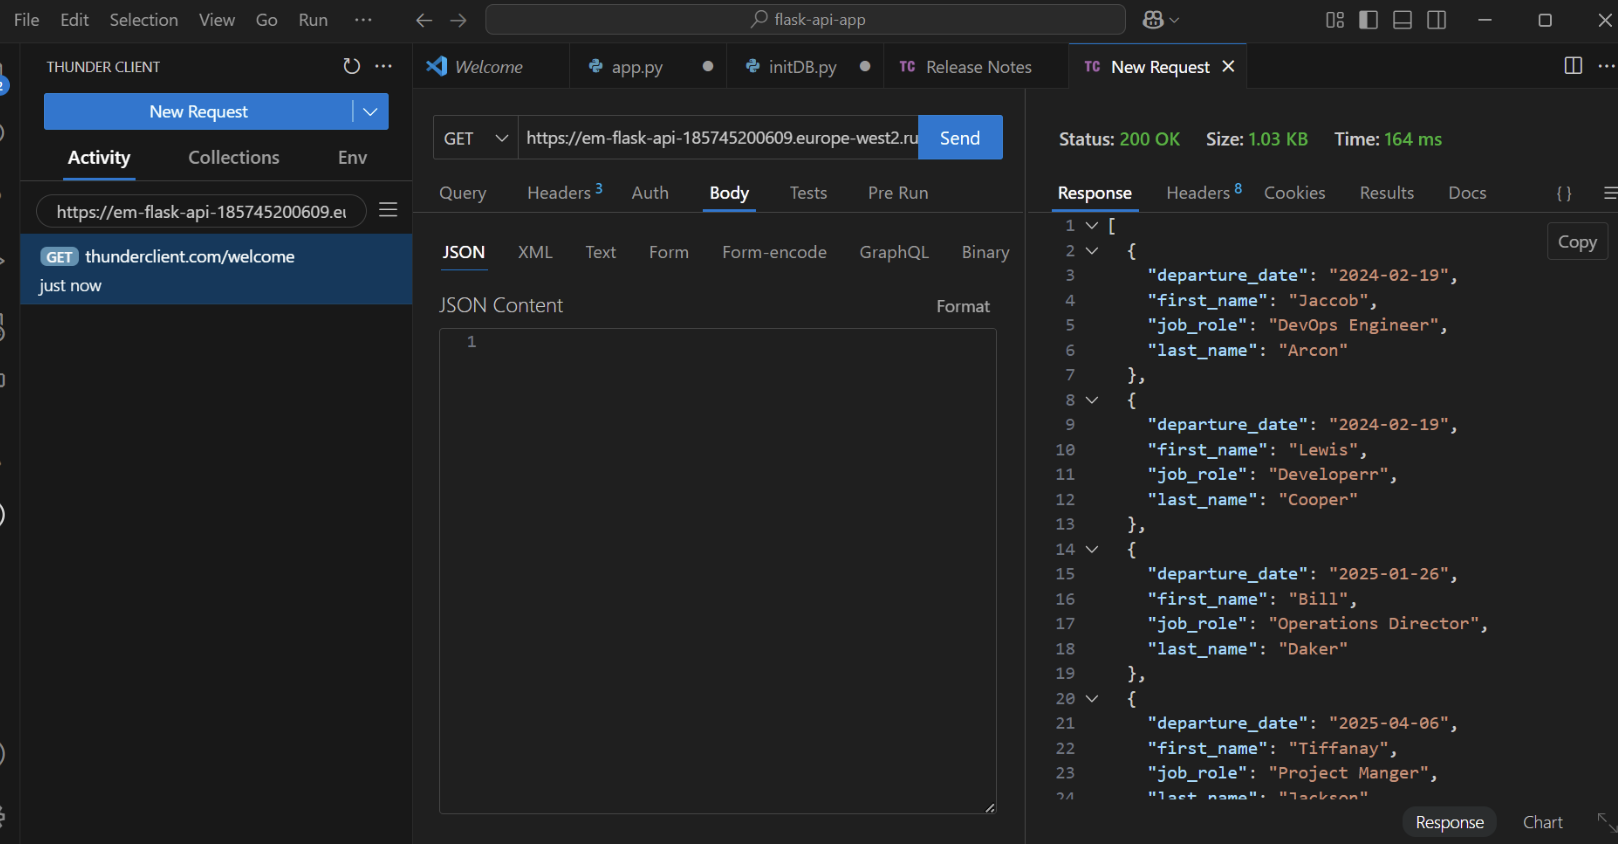 File Edit Selection View Go Run ···
flask-api-app
THUNDER CLIENT
New Request
Activity Collections Env
https://em-flask-api-185745200609.eu
GET thunderclient.com/welcome
just now
Welcome app.py initDB.py TC Release Notes TC New Request
GET https://em-flask-api-185745200609.europe-west2.ru Send
Query Headers 3 Auth Body Tests Pre Run
JSON XML Text Form Form-encode GraphQL Binary
JSON Content Format
1
Status: 200 OK Size: 1.03 KB Time: 164 ms
Response Headers 8 Cookies Results Docs { }
Copy
1 [
2 {
3 "departure_date": "2024-02-19",
4 "first_name": "Jaccob",
5 "job_role": "DevOps Engineer",
6 "last_name": "Arcon"
7 },
8 {
9 "departure_date": "2024-02-19",
10 "first_name": "Lewis",
11 "job_role": "Developerr",
12 "last_name": "Cooper"
13 },
14 {
15 "departure_date": "2025-01-26",
16 "first_name": "Bill",
17 "job_role": "Operations Director",
18 "last_name": "Daker"
19 },
20 {
21 "departure_date": "2025-04-06",
22 "first_name": "Tiffanay",
23 "job_role": "Project Manger",
24 "last_name": "Jackson"
Response Chart